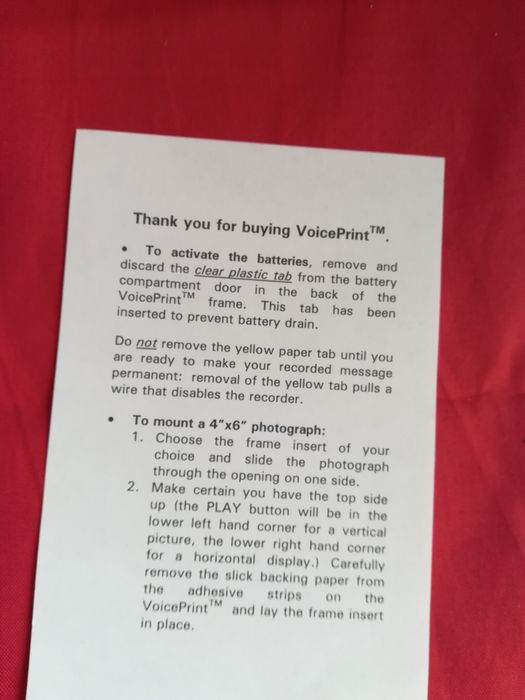 Thank you for buying VoicePrint™.
• To activate the batteries, remove and
discard the clear plastic tab from the battery
compartment door in the back of the
VoicePrint™ frame. This tab has been
inserted to prevent battery drain.
Do not remove the yellow paper tab until you
are ready to make your recorded message
permanent: removal of the yellow tab pulls a
wire that disables the recorder.
• To mount a 4"x6" photograph:
1. Choose the frame insert of your
choice and slide the photograph
through the opening on one side.
2. Make certain you have the top side
up (the PLAY button will be in the
lower left hand corner for a vertical
picture, the lower right hand corner
for a horizontal display.) Carefully
remove the slick backing paper from
the adhesive strips on the
VoicePrint™ and lay the frame insert
in place.